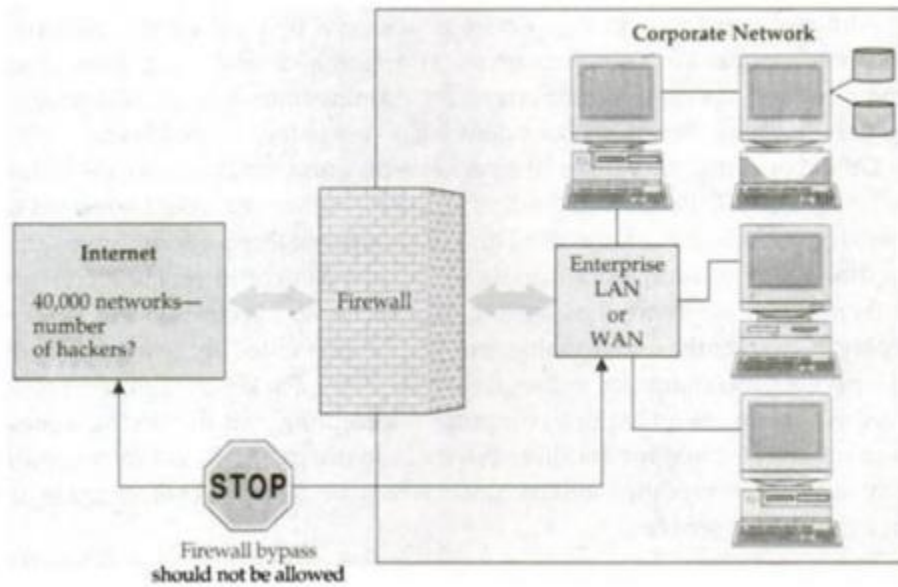 Corporate Network
Internet
40,000 networks—
number
of hackers?
Firewall
Enterprise
LAN
or
WAN
STOP
Firewall bypass
should not be allowed